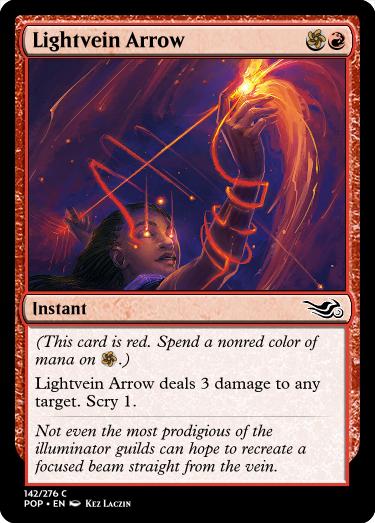 Lightvein Arrow
Instant
(This card is red. Spend a nonred color of
mana on .)
Lightvein Arrow deals 3 damage to any
target. Scry 1.
Not even the most prodigious of the
illuminator guilds can hope to recreate a
focused beam straight from the vein.
142/276 C
POP • EN Kez Laczin